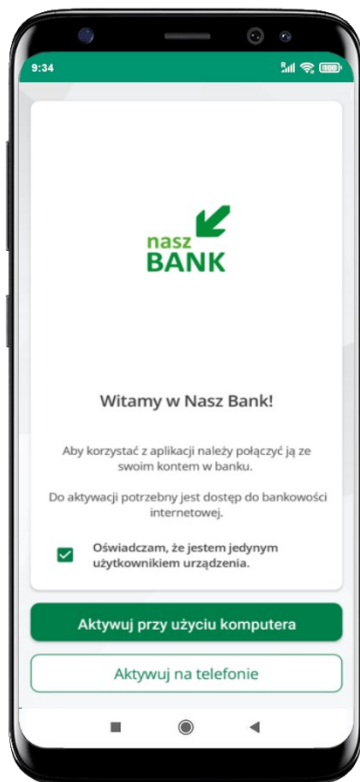 9:34
nasz
BANK
Witamy w Nasz Bank!
Aby korzystać z aplikacji należy połączyć ją ze
swoim kontem w banku.
Do aktywacji potrzebny jest dostęp do bankowości
internetowej.
Oświadczam, że jestem jedynym
użytkownikiem urządzenia.
Aktywuj przy użyciu komputera
Aktywuj na telefonie